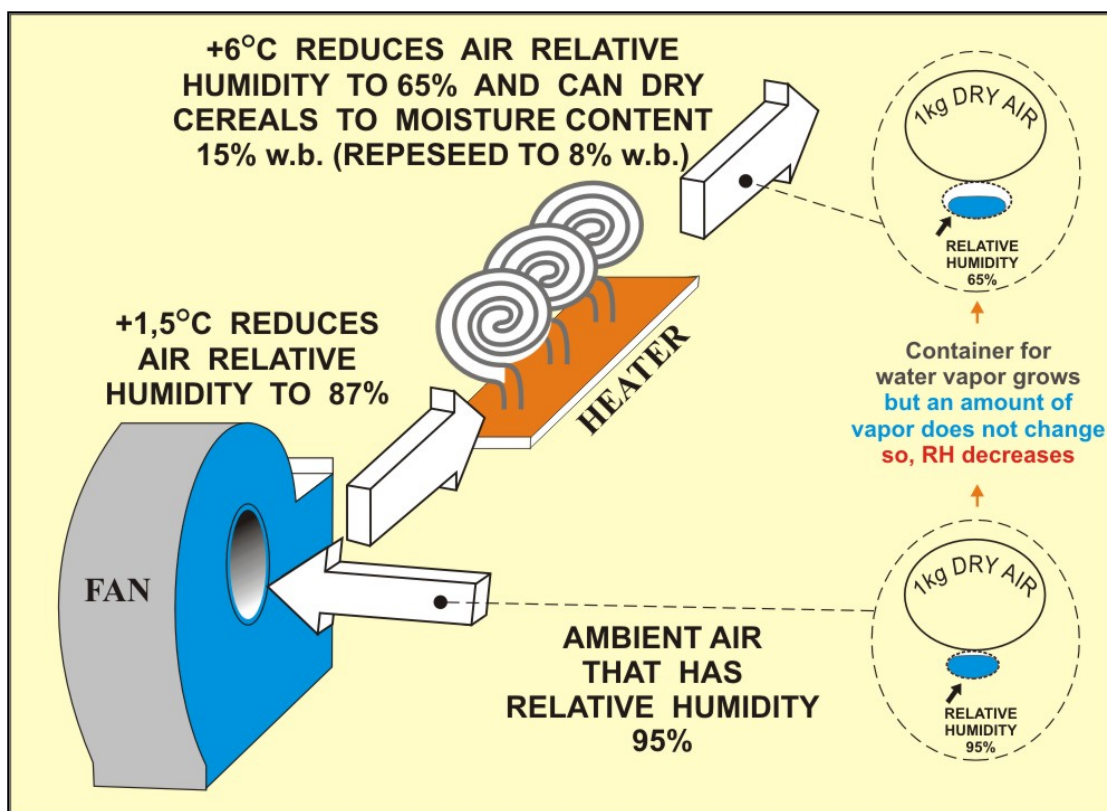 +6°C REDUCES AIR RELATIVE
HUMIDITY TO 65% AND CAN DRY
CEREALS TO MOISTURE CONTENT
15% w.b. (REPESEED TO 8% w.b.)
1kg DRY AIR
RELATIVE
HUMIDITY
65%
+1,5°C REDUCES
AIR RELATIVE
HUMIDITY TO 87%
HEATER
Container for
water vapor grows
but an amount of
vapor does not change
so, RH decreases
FAN
AMBIENT AIR
THAT HAS
RELATIVE HUMIDITY
95%
1kg DRY AIR
RELATIVE
HUMIDITY
95%